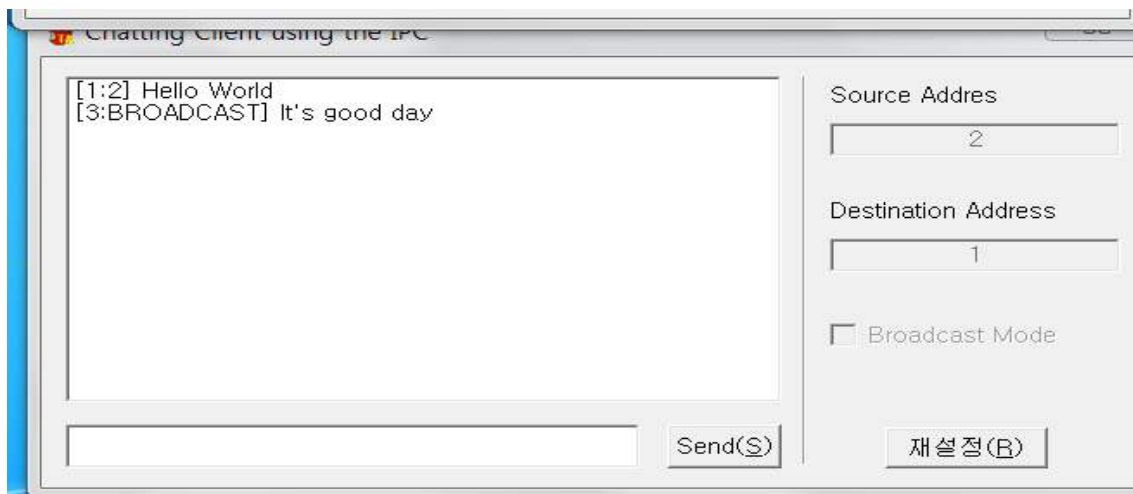 Chatting Client using the IPC
[1:2] Hello World
[3:BROADCAST] It's good day
Source Addres
2
Destination Address
1
Broadcast Mode
Send(S)
재설정(R)